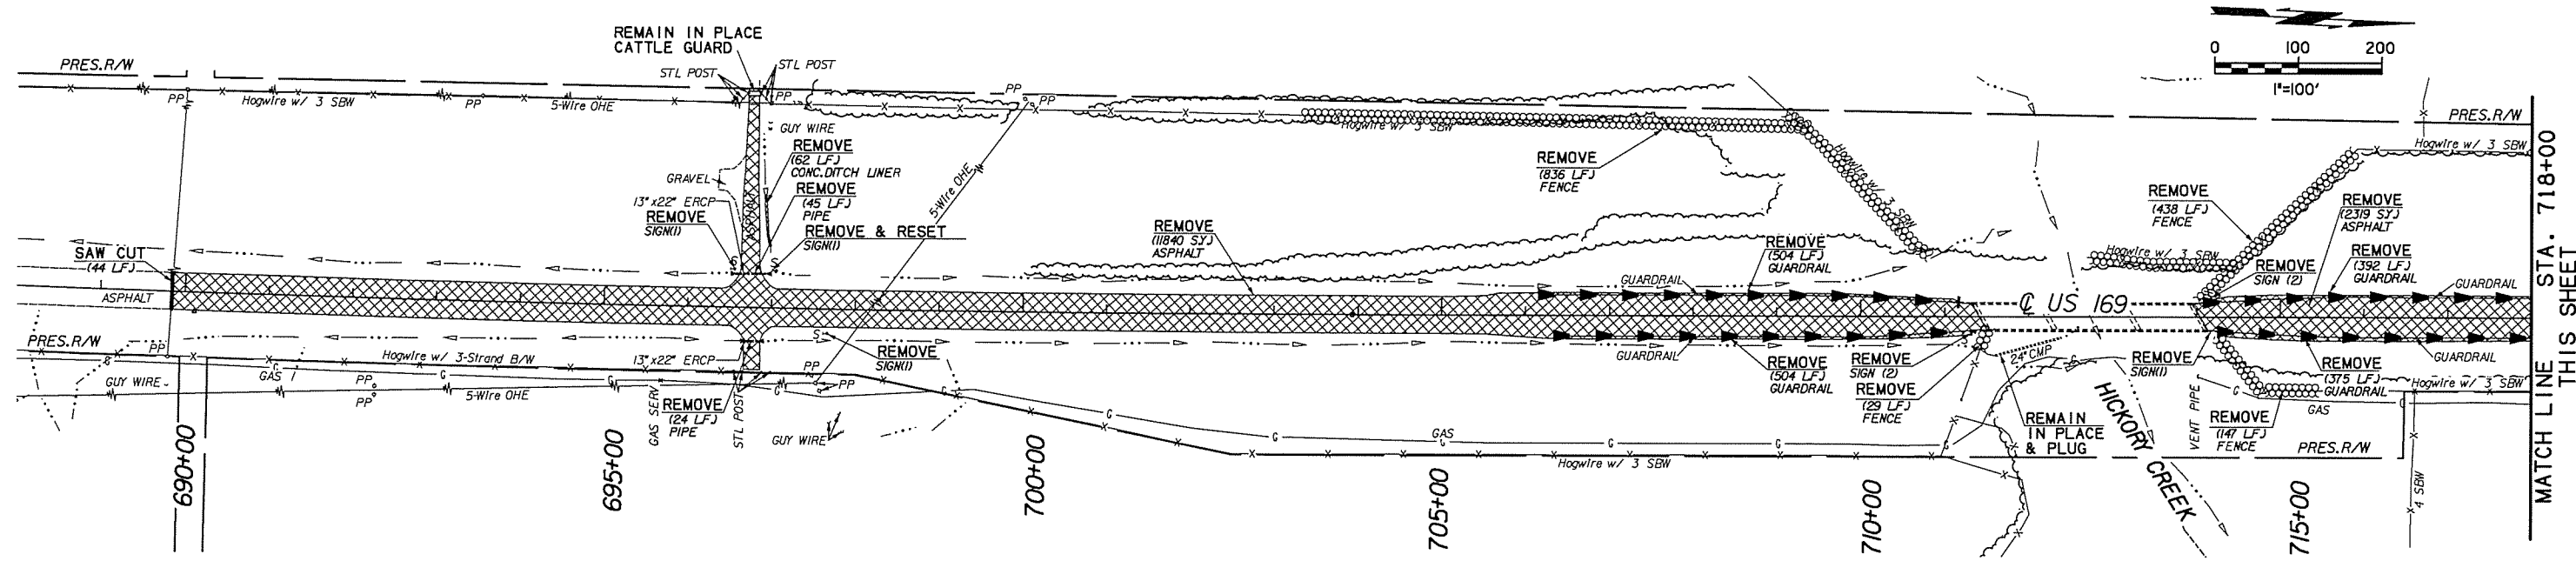 REMAIN IN PLACE
CATTLE GUARD
PRES.R/W
STL POST
STL POST
0 100 200
1"=100'
PP
Hogwire w/ 3 SBW
PP
5-Wire OHE
PP
PP
PP
Hogwire w/ 3 SBW
PRES.R/W
Hogwire w/ 3 SBW
GUY WIRE
REMOVE
(62 LF)
CONC.DITCH LINER
GRAVEL
ASPHALT
REMOVE
(45 LF)
PIPE
13"x22" ERCP
REMOVE
SIGN(1)
REMOVE & RESET
SIGN(1)
5-Wire OHE
REMOVE
(836 LF)
FENCE
Hogwire w/ 3 SBW
REMOVE
(438 LF)
FENCE
REMOVE
(2319 SY)
ASPHALT
REMOVE
(11840 SY)
ASPHALT
REMOVE
(504 LF)
GUARDRAIL
GUARDRAIL
Hogwire w/ 3 SBW
REMOVE
SIGN (2)
REMOVE
(392 LF)
GUARDRAIL
GUARDRAIL
SAW CUT
(44 LF)
ASPHALT
S
S
℄ US 169
PRES.R/W
PP
Hogwire w/ 3-Strand B/W
13"x22" ERCP
S
REMOVE
SIGN(1)
GUARDRAIL
REMOVE
(504 LF)
GUARDRAIL
REMOVE
SIGN (2)
S
24" CMP
REMOVE
(29 LF)
FENCE
REMOVE
SIGN(1)
REMOVE
(375 LF)
GUARDRAIL
GUARDRAIL
Hogwire w/ 3 SBW
GUY WIRE
GAS
G
PP
PP
5-Wire OHE
G
GAS SERV
REMOVE
(24 LF)
PIPE
STL POST
PP
PP
GUY WIRE
G
G
G
GAS
G
G
G
Hogwire w/ 3 SBW
REMAIN
IN PLACE
& PLUG
G
HICKORY CREEK
VENT PIPE
G
REMOVE
(147 LF)
FENCE
GAS
G
PRES.R/W
4 SBW
690+00
695+00
700+00
705+00
710+00
715+00
MATCH LINE STA. 718+00
THIS SHEET